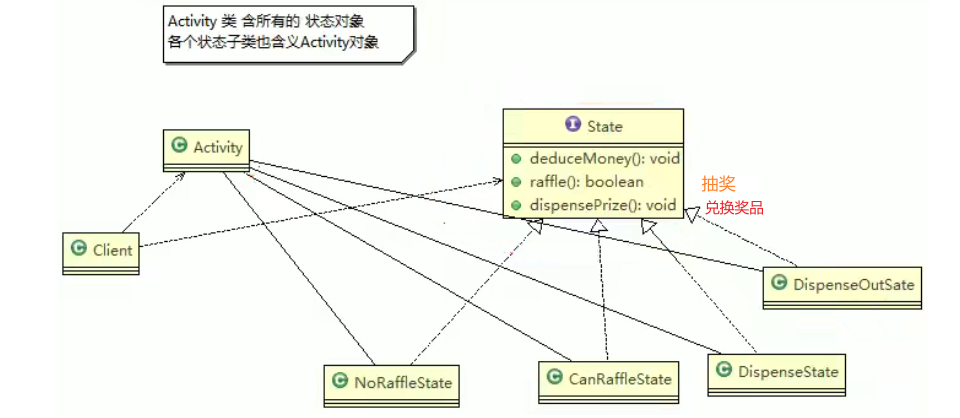 Activity 类 含所有的 状态对象
各个状态子类也含义Activity对象
C Activity
I State
deduceMoney(): void
raffle(): boolean
dispensePrize(): void
抽奖
兑换奖品
C Client
C DispenseOutSate
C NoRaffleState
C CanRaffleState
C DispenseState